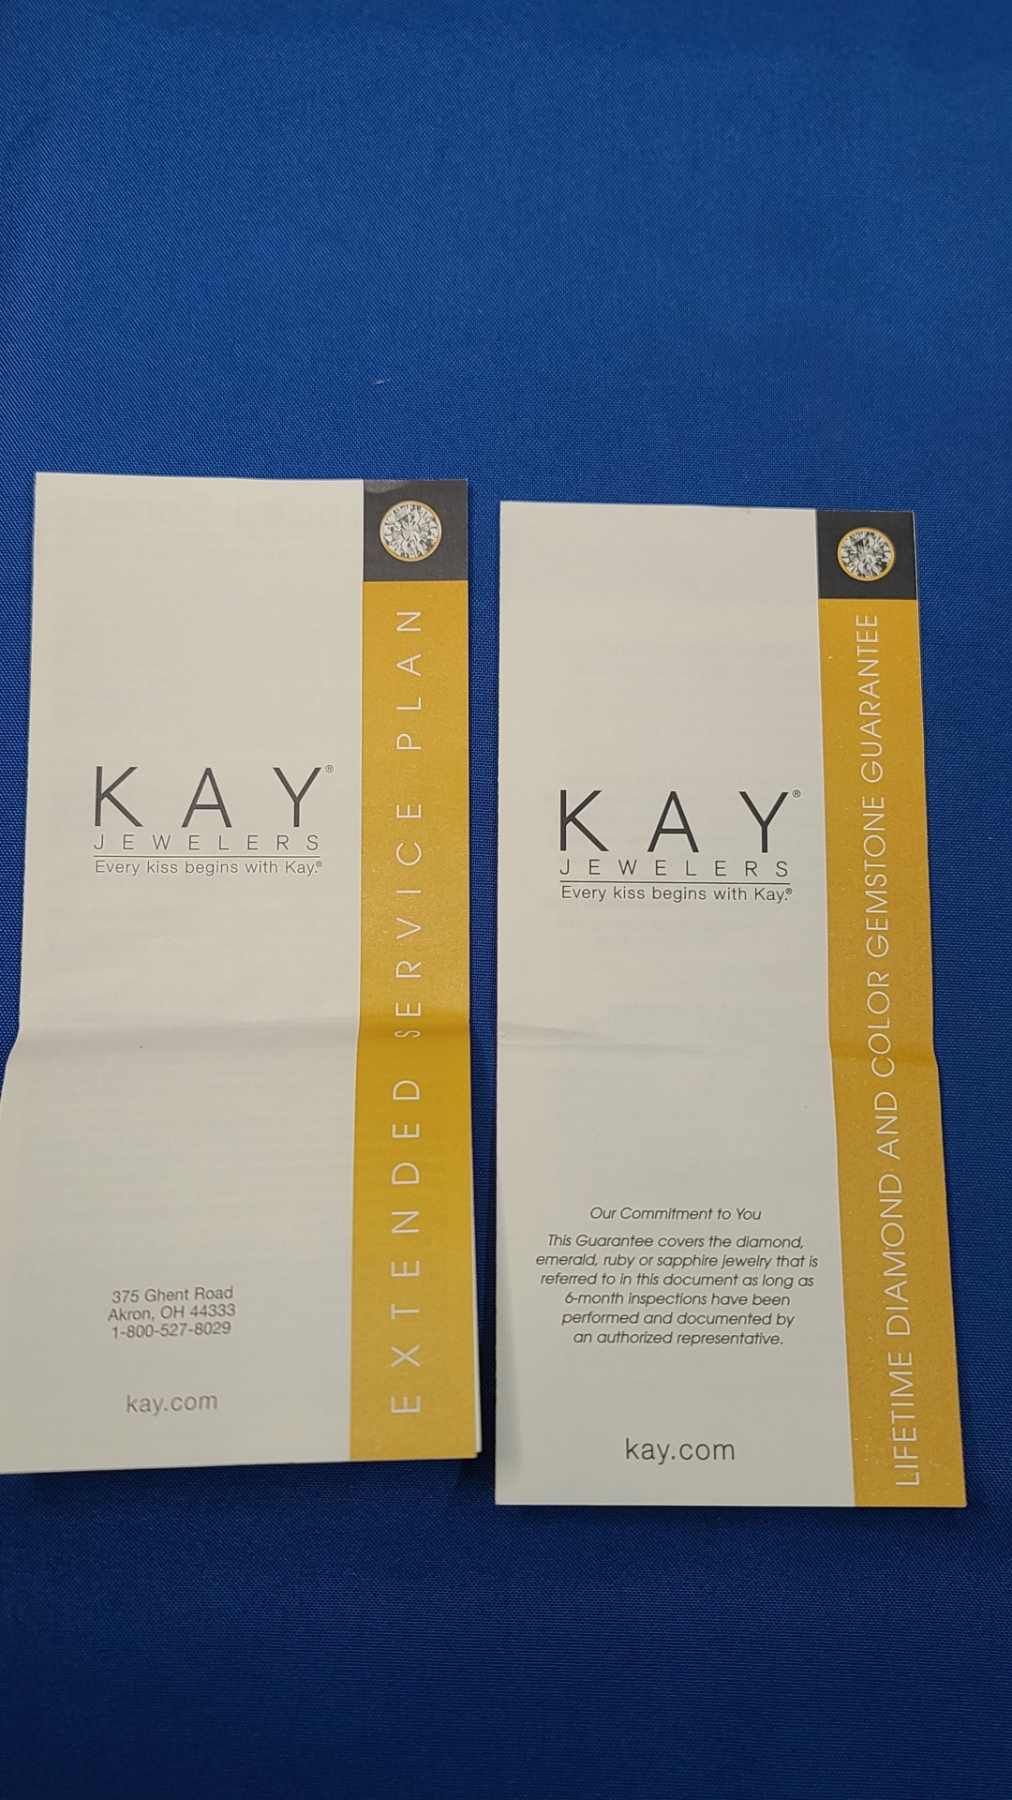 KAY®
JEWELERS
Every kiss begins with Kay.®
375 Ghent Road
Akron, OH 44333
1-800-527-8029
kay.com
EXTENDED SERVICE PLAN
KAY®
JEWELERS
Every kiss begins with Kay.®
Our Commitment to You
This Guarantee covers the diamond,
emerald, ruby or sapphire jewelry that is
referred to in this document as long as
6-month inspections have been
performed and documented by
an authorized representative.
kay.com
LIFETIME DIAMOND AND COLOR GEMSTONE GUARANTEE